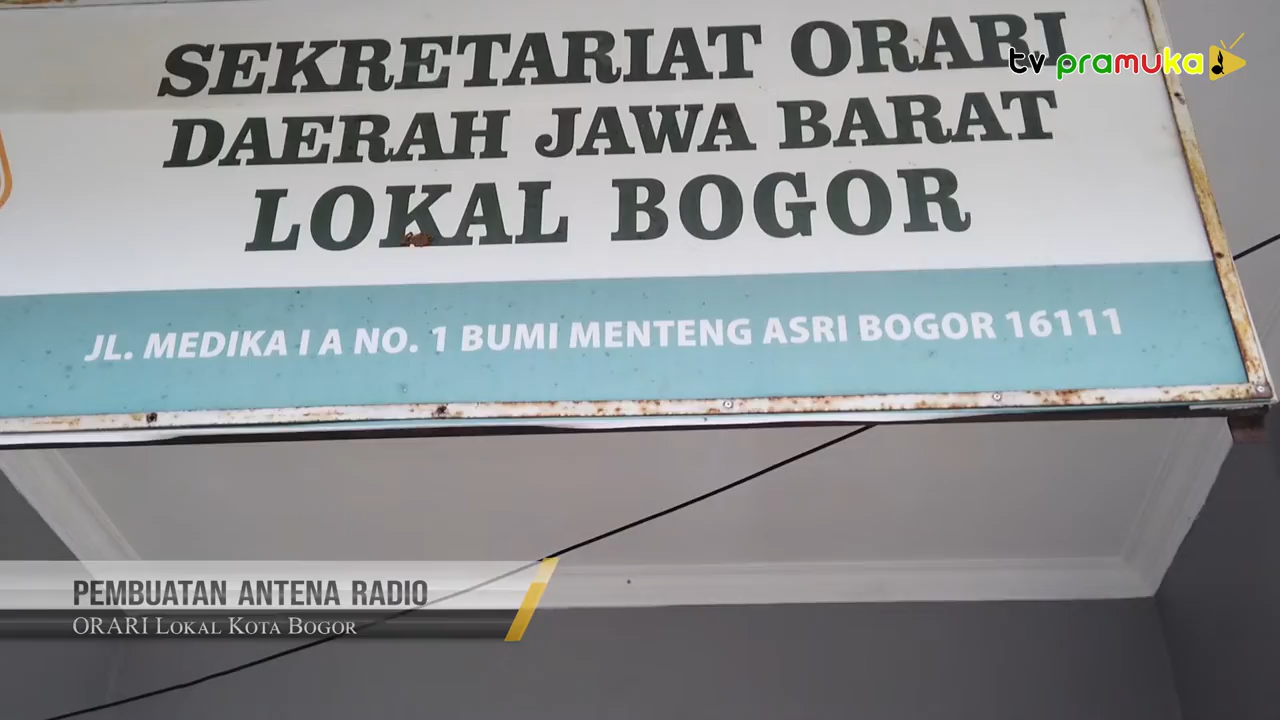 SEKRETARIAT ORARI
tv pramuka
DAERAH JAWA BARAT
LOKAL BOGOR
JL. MEDIKA I A NO. 1 BUMI MENTENG ASRI BOGOR 16111
PEMBUATAN ANTENA RADIO
ORARI LOKAL KOTA BOGOR